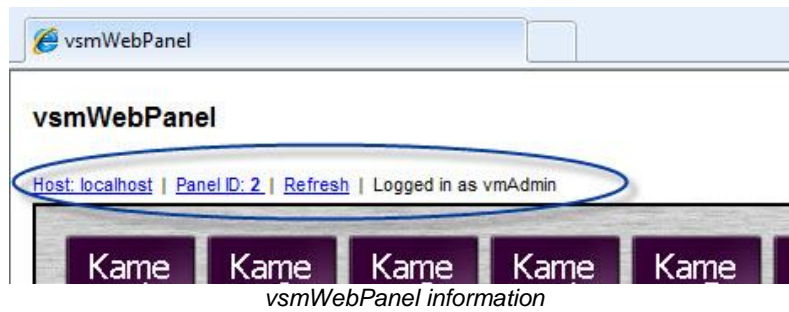 vsmWebPanel
vsmWebPanel
Host: localhost | Panel ID: 2 | Refresh | Logged in as vmAdmin
Kame Kame Kame Kame Kame
vsmWebPanel information